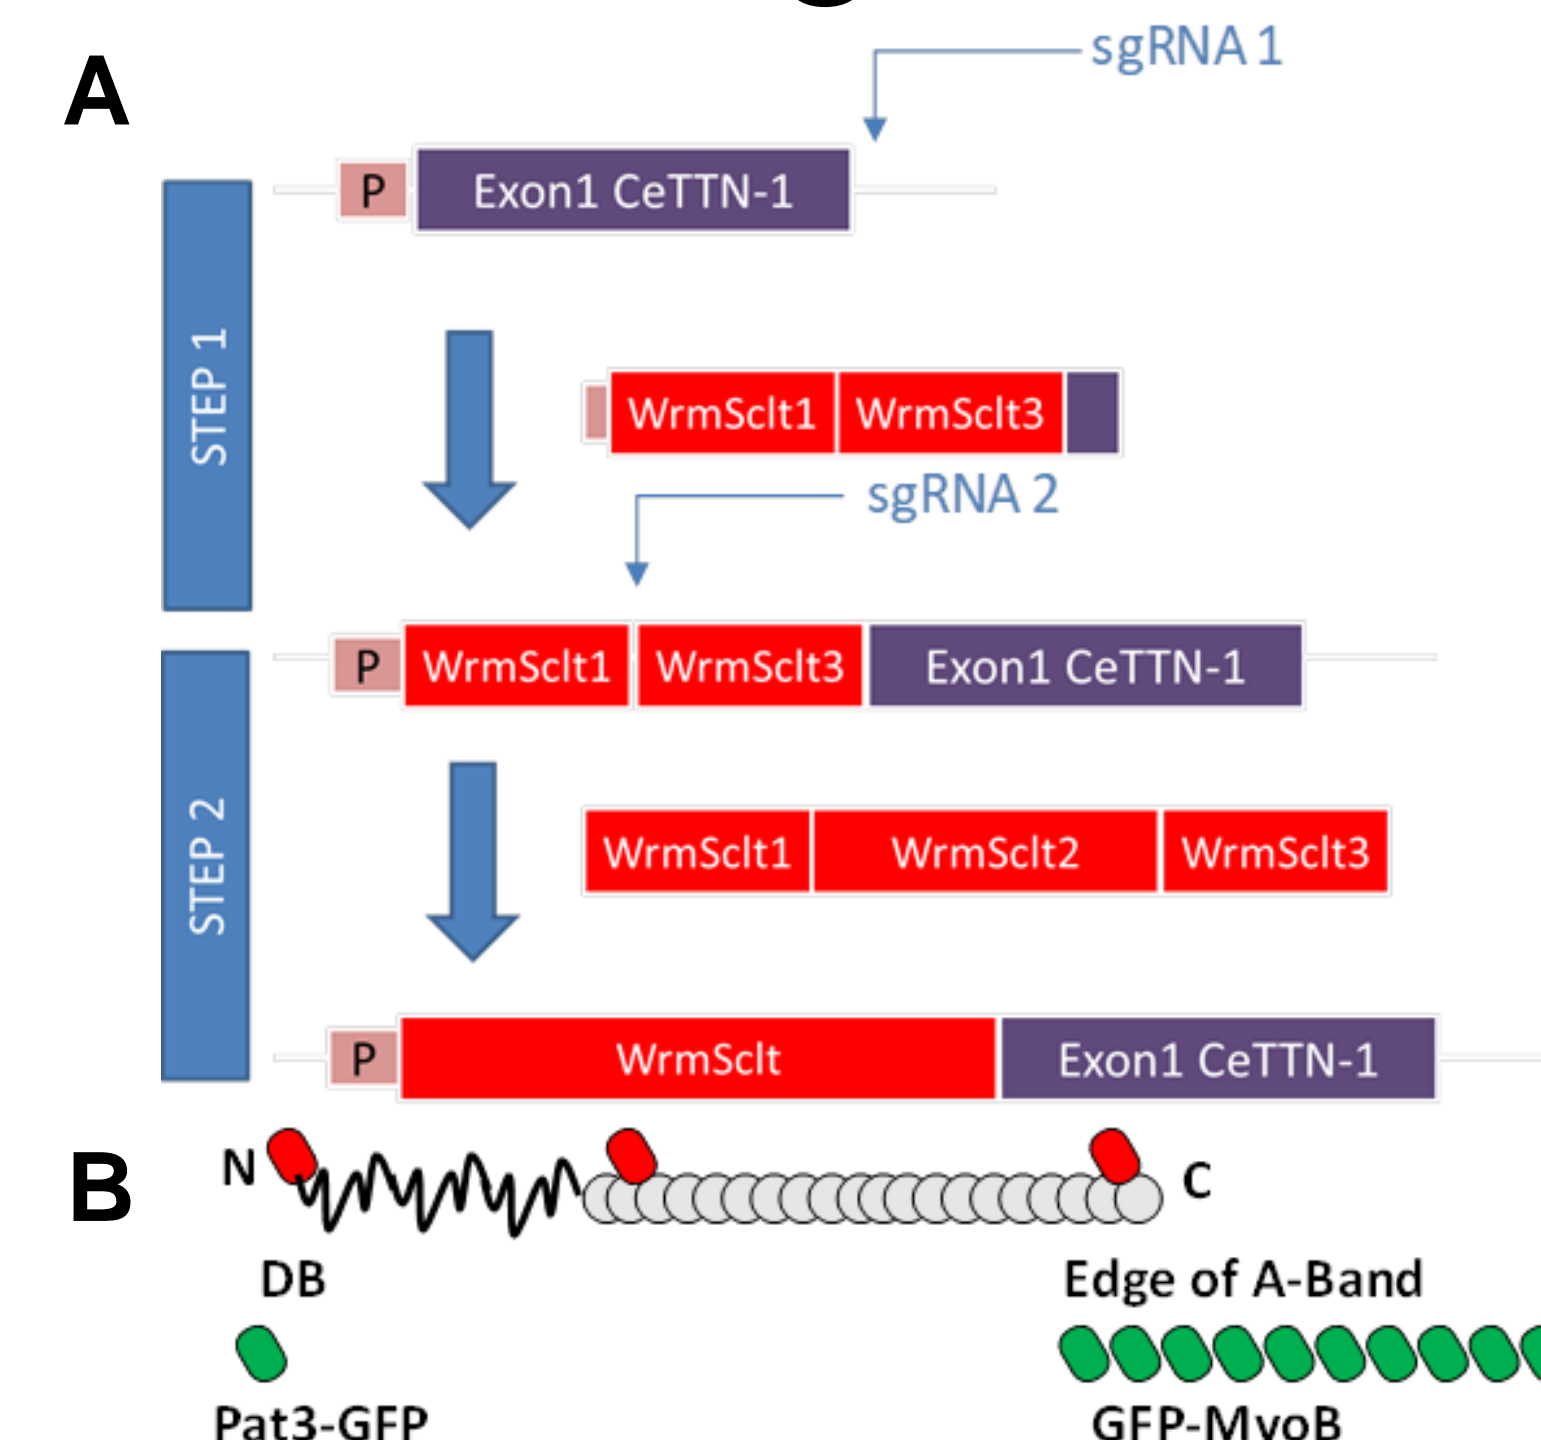 A
sgRNA 1
P
Exon1 CeTTN-1
STEP 1
WrmSclt1
WrmSclt3
sgRNA 2
P
WrmSclt1
WrmSclt3
Exon1 CeTTN-1
STEP 2
WrmSclt1
WrmSclt2
WrmSclt3
P
WrmSclt
Exon1 CeTTN-1
B
N
C
DB
Edge of A-Band
Pat3-GFP
GFP-MyoB